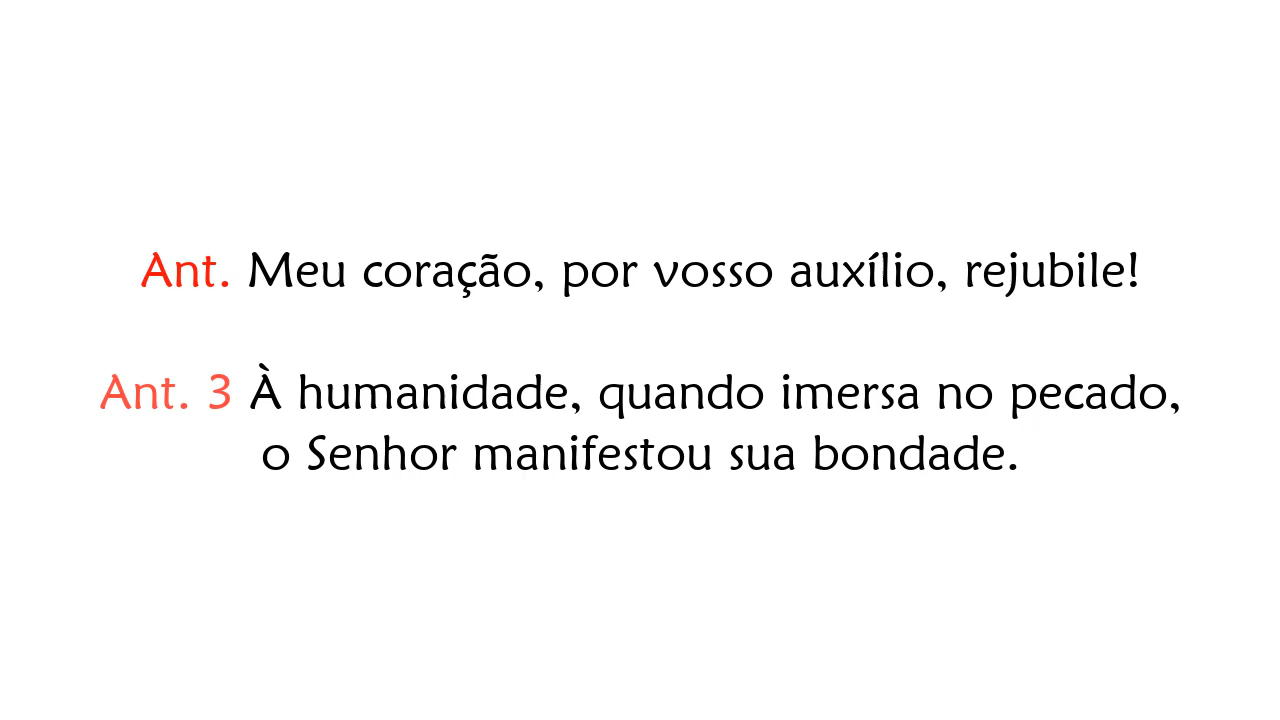 Ant. Meu coração, por vosso auxílio, rejubile!
Ant. 3 À humanidade, quando imersa no pecado,
o Senhor manifestou sua bondade.